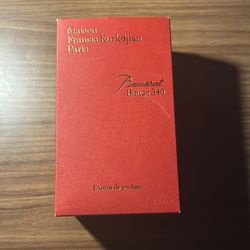 Maison
Francis Kurkdjian
Paris
Baccarat
Rouge 540
Extrait de parfum